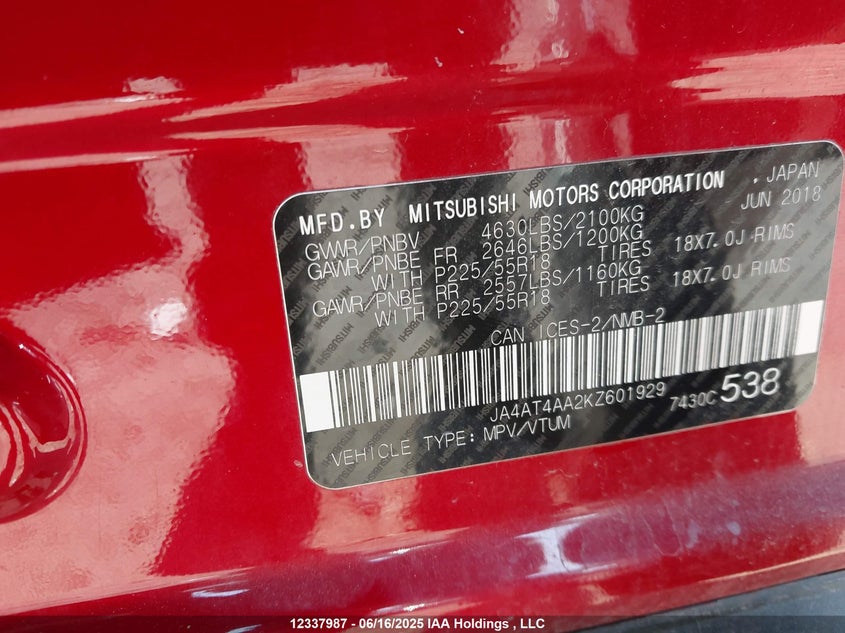 MFD.BY MITSUBISHI MOTORS CORPORATION , JAPAN
JUN 2018
GVWR/PNBV 4630LBS/2100KG
GAWR/PNBE FR 2646LBS/1200KG
WITH P225/55R18 TIRES 18X7.0J RIMS
GAWR/PNBE RR 2557LBS/1160KG
WITH P225/55R18 TIRES 18X7.0J RIMS
CAN ICES-2/NMB-2
JA4AT4AA2KZ601929
7430C 538
VEHICLE TYPE: MPV/VTUM
12337987 - 06/16/2025 IAA Holdings , LLC